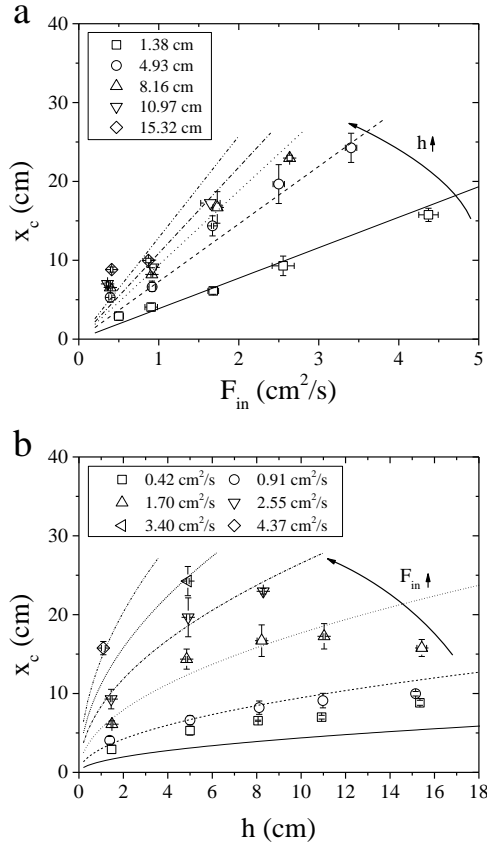 a
40
30
20
10
0
x_c (cm)
1.38 cm
4.93 cm
8.16 cm
10.97 cm
15.32 cm
h
0 1 2 3 4 5
F_in (cm²/s)
b
40
30
20
10
0
x_c (cm)
0.42 cm²/s 0.91 cm²/s
1.70 cm²/s 2.55 cm²/s
3.40 cm²/s 4.37 cm²/s
F_in
0 2 4 6 8 10 12 14 16 18
h (cm)